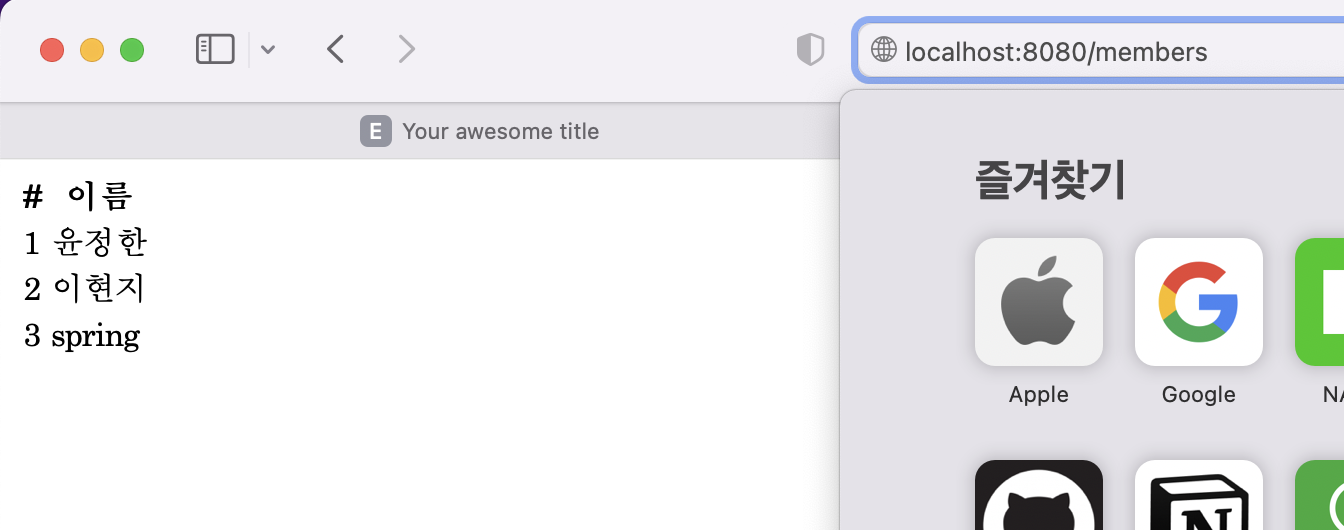 localhost:8080/members
E Your awesome title
# 이름
1 윤정한
2 이현지
3 spring
즐겨찾기
Apple
Google
NA